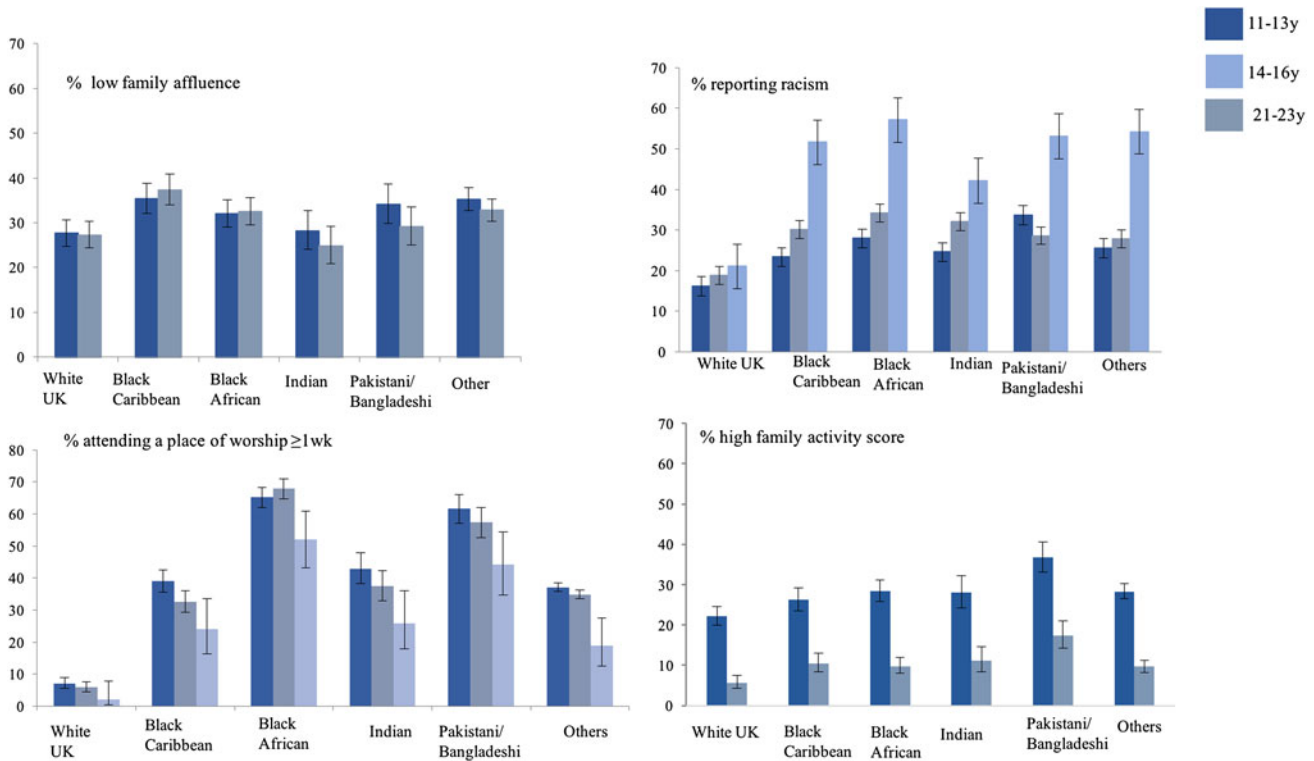 11-13y
14-16y
21-23y
% low family affluence
70
60
50
40
30
20
10
0
White UK
Black Caribbean
Black African
Indian
Pakistani/ Bangladeshi
Other
% reporting racism
70
60
50
40
30
20
10
0
White UK
Black Caribbean
Black African
Indian
Pakistani/ Bangladeshi
Others
% attending a place of worship ≥1wk
80
70
60
50
40
30
20
10
0
White UK
Black Caribbean
Black African
Indian
Pakistani/ Bangladeshi
Others
% high family activity score
70
60
50
40
30
20
10
0
White UK
Black Caribbean
Black African
Indian
Pakistani/ Bangladeshi
Others